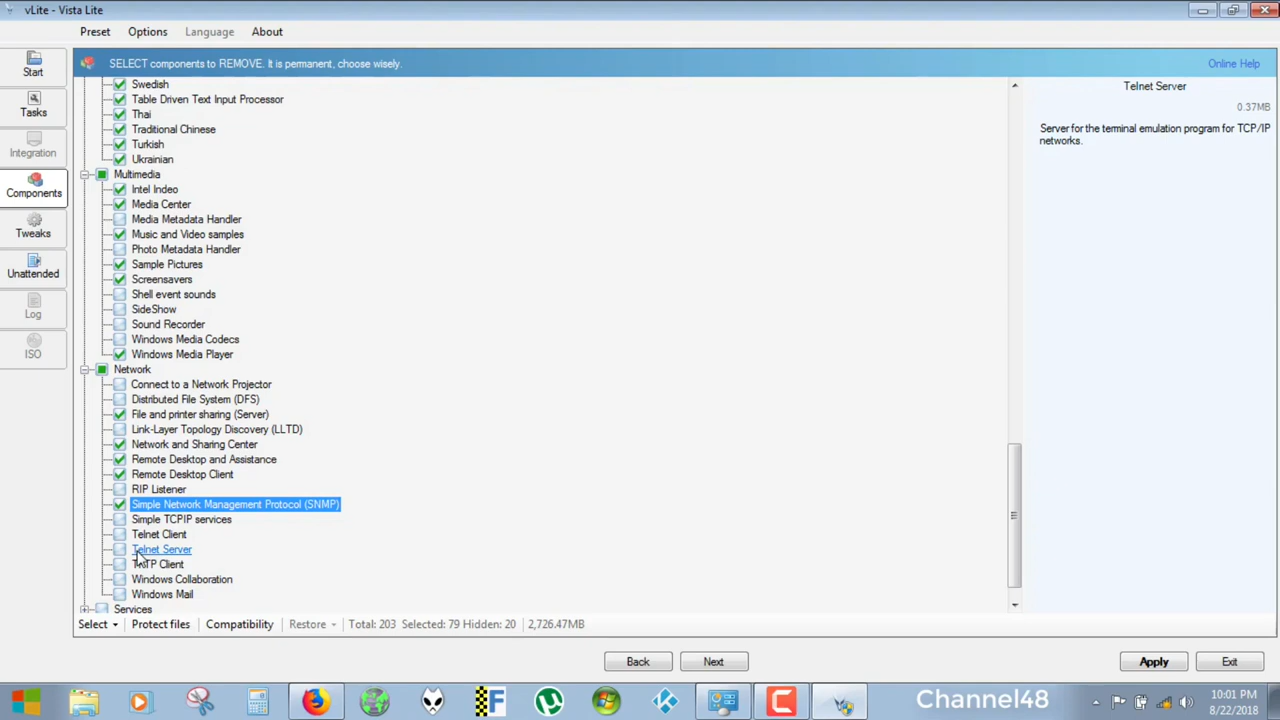 vLite - Vista Lite
Preset Options Language About
SELECT components to REMOVE. It is permanent, choose wisely. Online Help
Start
Tasks
Integration
Components
Tweaks
Unattended
Log
ISO
Swedish
Table Driven Text Input Processor
Thai
Traditional Chinese
Turkish
Ukrainian
Multimedia
Intel Indeo
Media Center
Media Metadata Handler
Music and Video samples
Photo Metadata Handler
Sample Pictures
Screensavers
Shell event sounds
SideShow
Sound Recorder
Windows Media Codecs
Windows Media Player
Network
Connect to a Network Projector
Distributed File System (DFS)
File and printer sharing (Server)
Link-Layer Topology Discovery (LLTD)
Network and Sharing Center
Remote Desktop and Assistance
Remote Desktop Client
RIP Listener
Simple Network Management Protocol (SNMP)
Simple TCPIP services
Telnet Client
Telnet Server
Client
Windows Collaboration
Windows Mail
Services
Telnet Server
0.37MB
Server for the terminal emulation program for TCP/IP
networks.
Select Protect files Compatibility Restore Total: 203 Selected: 79 Hidden: 20 2,726.47MB
Back Next Apply Exit
Channel48
10:01 PM
8/22/2018